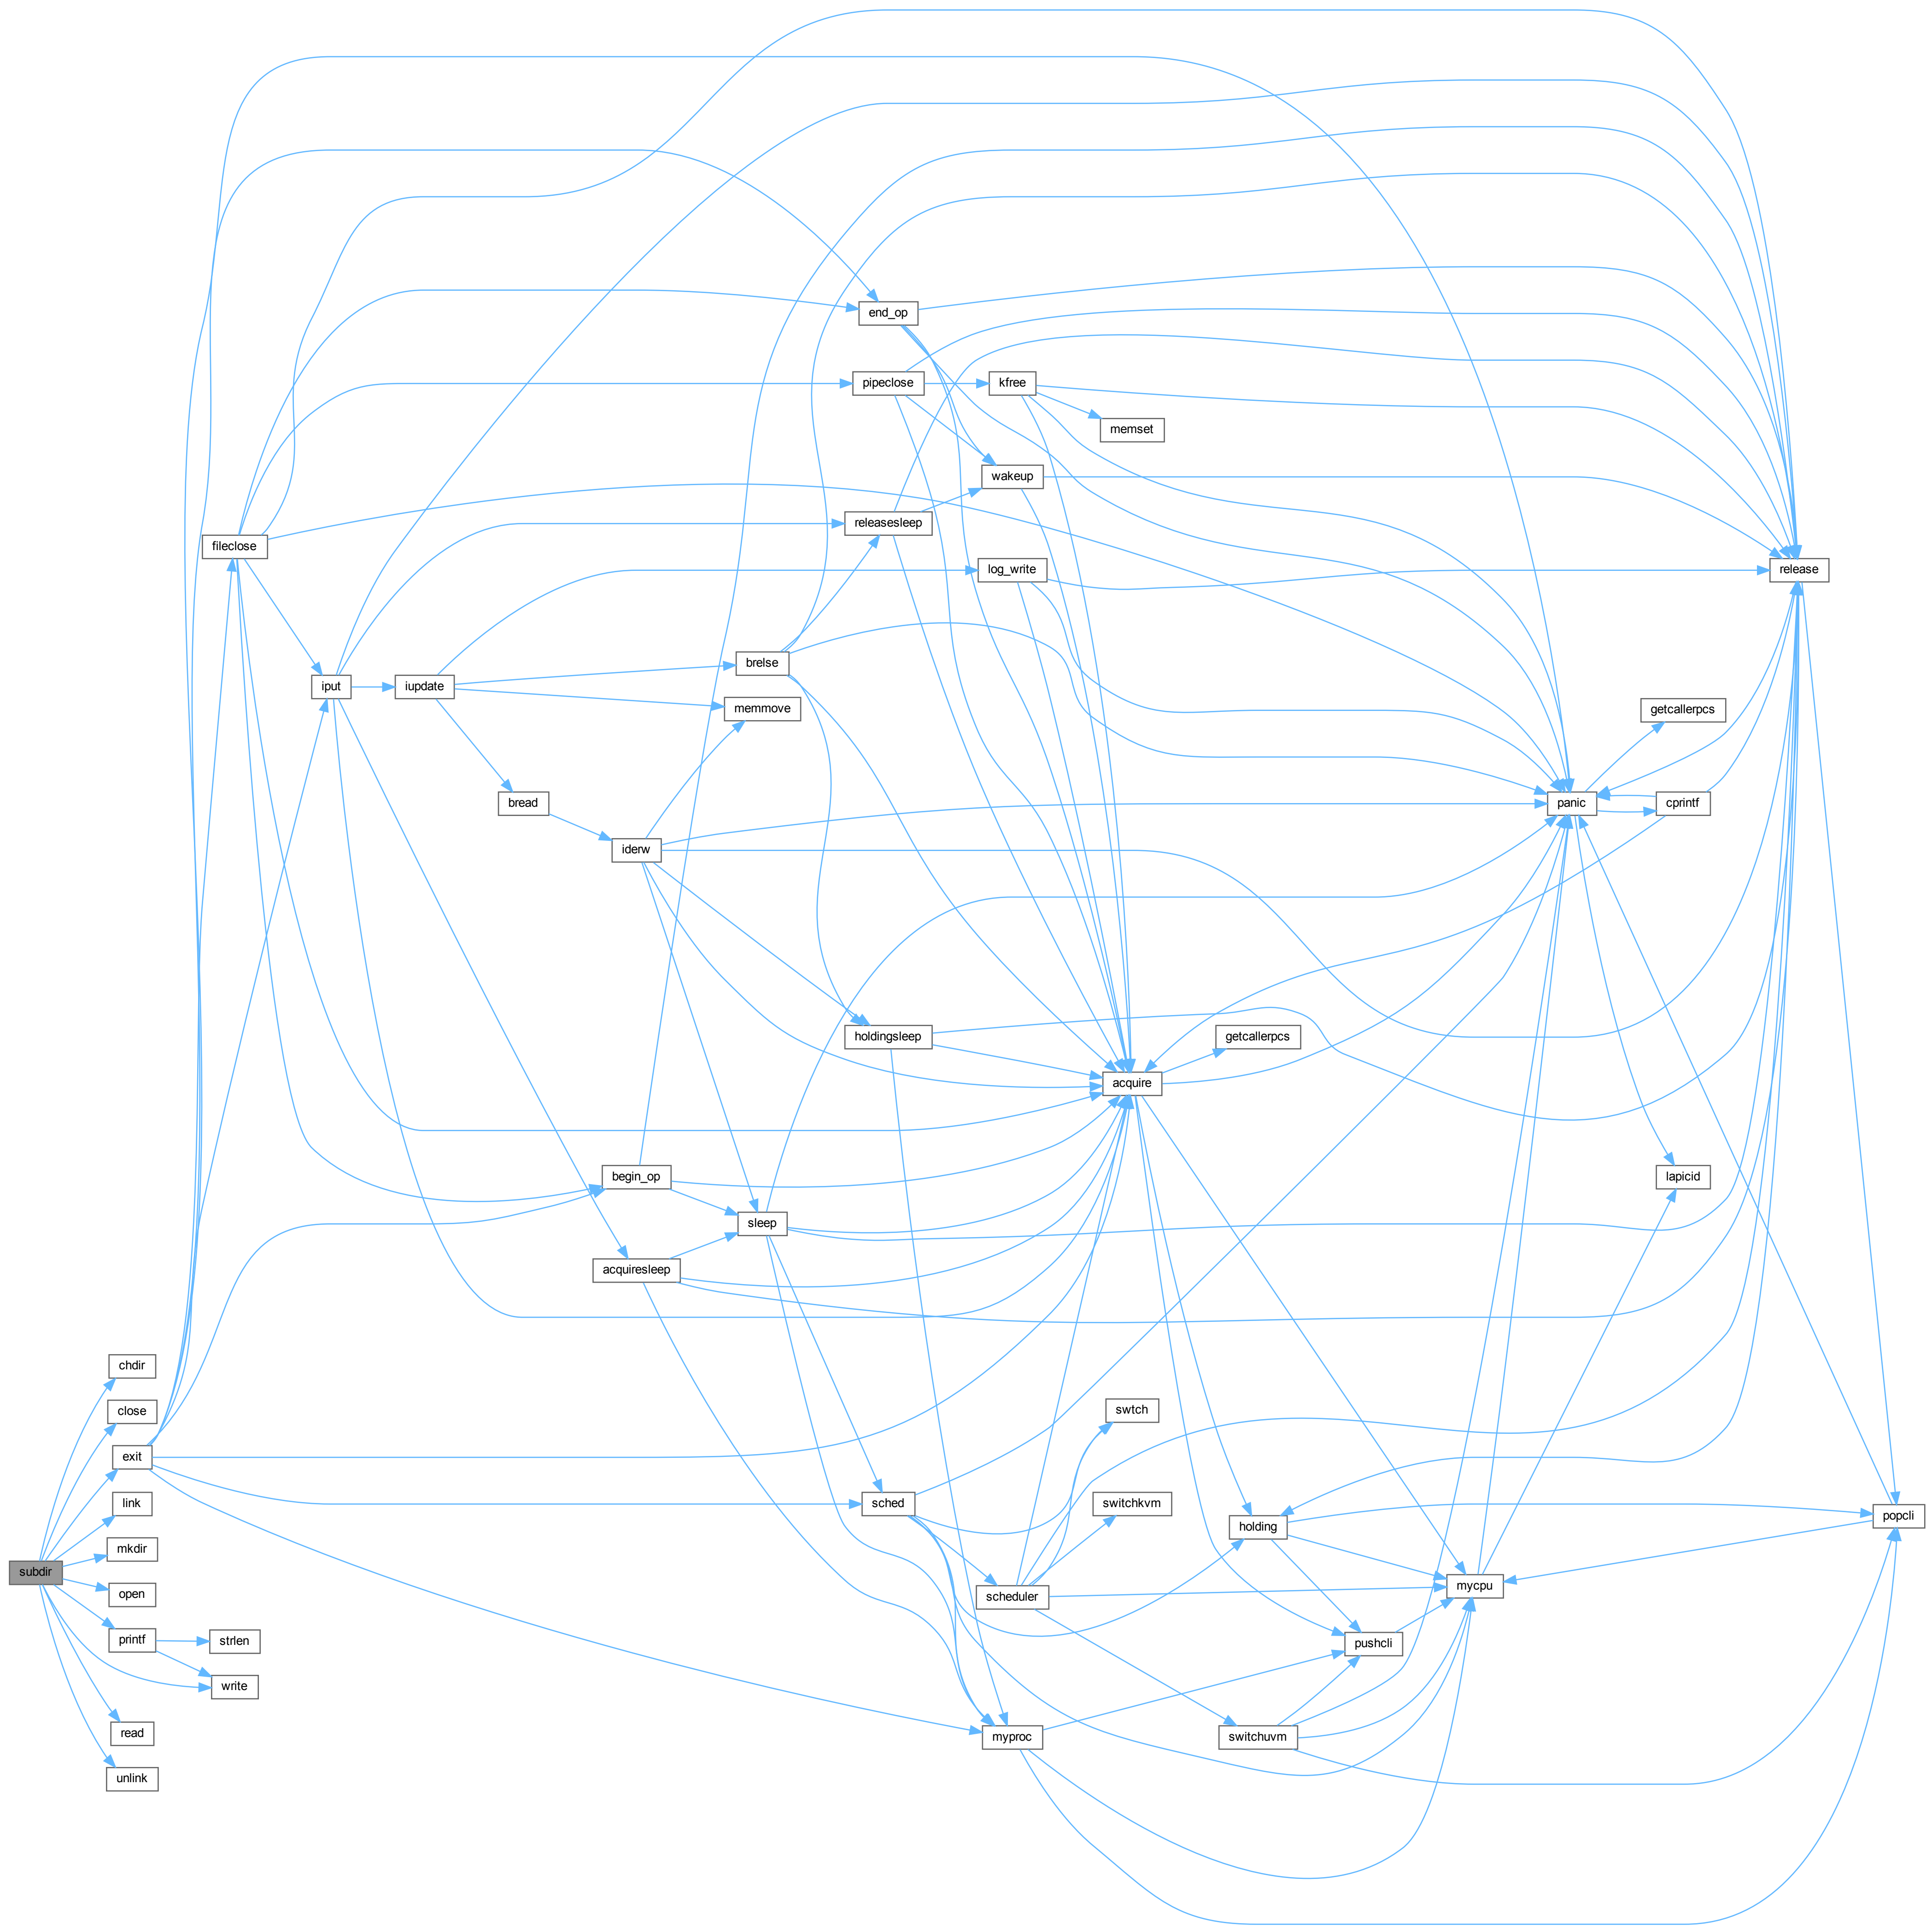 end_op
pipeclose
kfree
memset
wakeup
releasesleep
fileclose
log_write
release
brelse
iput
iupdate
memmove
getcallerpcs
bread
panic
cprintf
iderw
holdingsleep
getcallerpcs
acquire
begin_op
lapicid
sleep
acquiresleep
chdir
close
swtch
exit
link
sched
switchkvm
popcli
holding
mkdir
subdir
open
scheduler
mycpu
printf
strlen
pushcli
write
read
myproc
switchuvm
unlink